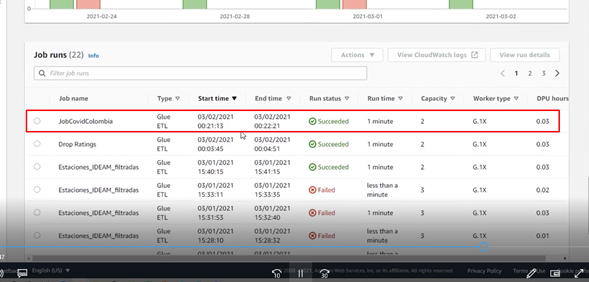 0
2021-02-24 2021-02-28 2021-03-01 2021-03-02
Job runs (22) Info
Actions View CloudWatch logs View run details
Filter job runs
1 2 3
Job name Type Start time End time Run status Run time Capacity Worker type DPU hours
JobCovidColombia Glue ETL 03/02/2021 00:21:13 03/02/2021 00:22:21 Succeeded 1 minute 2 G.1X 0.03
Drop Ratings Glue ETL 03/02/2021 00:03:45 03/02/2021 00:04:51 Succeeded 1 minute 2 G.1X 0.03
Estaciones_IDEAM_filtradas Glue ETL 03/01/2021 15:40:15 03/01/2021 15:41:15 Succeeded 1 minute 2 G.1X 0.03
Estaciones_IDEAM_filtradas Glue ETL 03/01/2021 15:33:11 03/01/2021 15:33:35 Failed less than a minute 3 G.1X 0.02
Estaciones_IDEAM_filtradas Glue ETL 03/01/2021 15:31:53 03/01/2021 15:32:40 Failed 1 minute 3 G.1X 0.03
Estaciones_IDEAM_filtradas Glue ETL 03/01/2021 15:28:10 03/01/2021 15:28:32 Failed less than a minute 3 G.1X 0.01
English (US) Inc. or its affiliates. All rights reserved. Privacy Policy
10 30